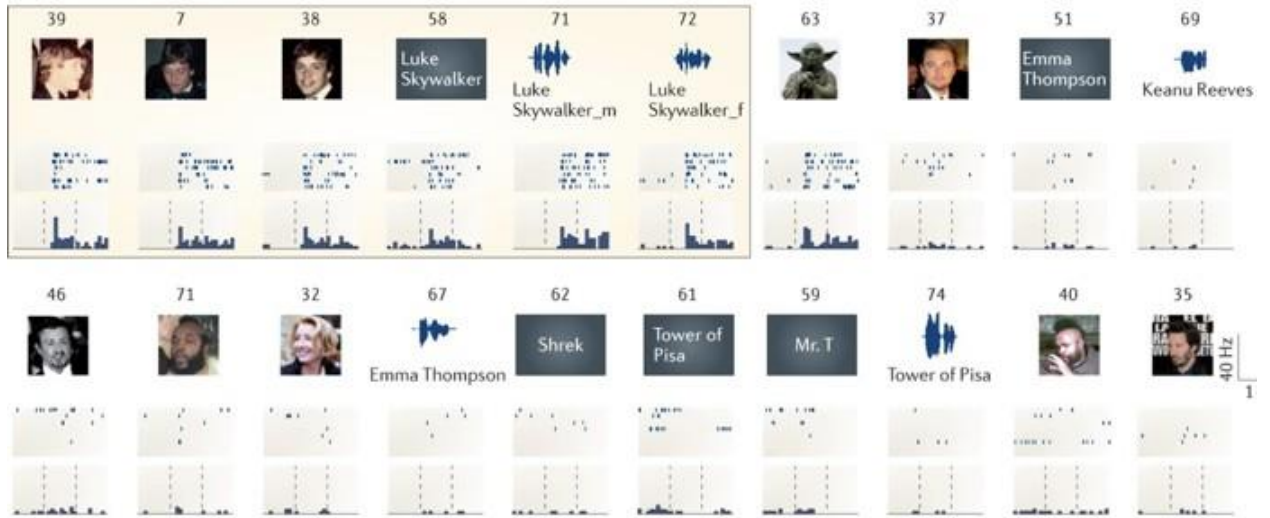 39 7 38 58 71 72 63 37 51 69
Luke
Skywalker
Luke
Skywalker_m
Luke
Skywalker_f
Emma
Thompson
Keanu Reeves
46 71 32 67 62 61 59 74 40 35
Emma Thompson
Shrek
Tower of
Pisa
Mr. T
Tower of Pisa
40 Hz
1